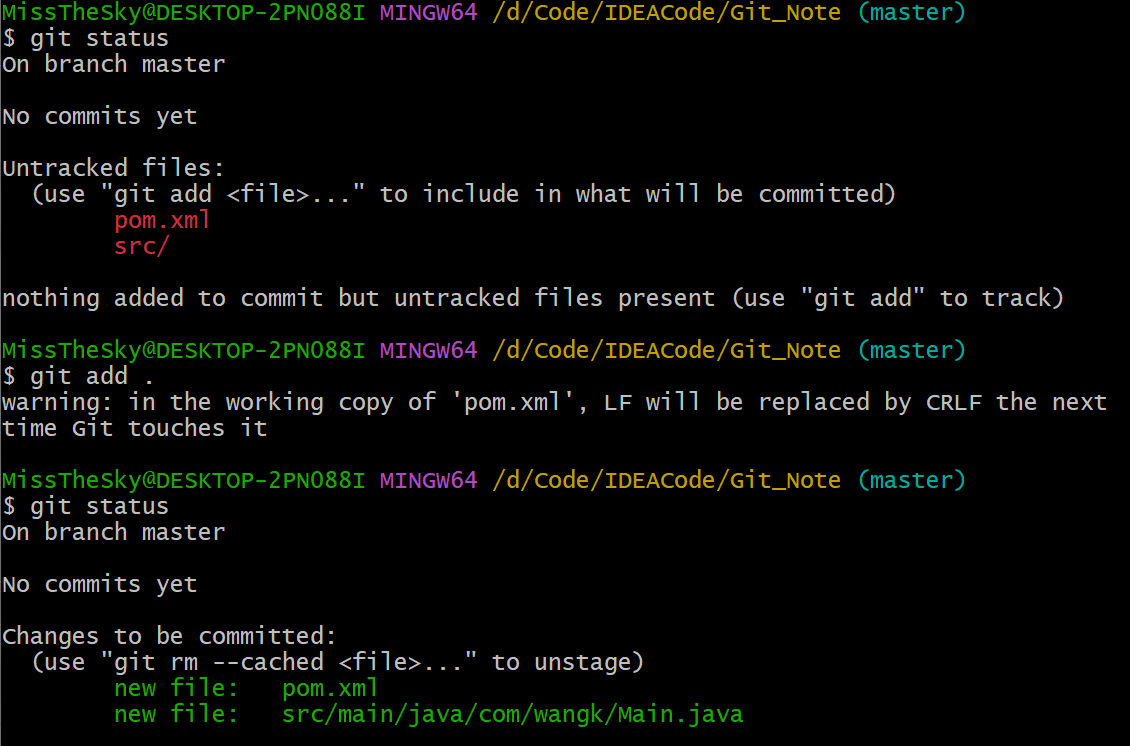 MissTheSky@DESKTOP-2PNO88I MINGW64 /d/Code/IDEACode/Git_Note (master)
$ git status
On branch master
No commits yet
Untracked files:
(use "git add <file>..." to include in what will be committed)
pom.xml
src/
nothing added to commit but untracked files present (use "git add" to track)
MissTheSky@DESKTOP-2PNO88I MINGW64 /d/Code/IDEACode/Git_Note (master)
$ git add .
warning: in the working copy of 'pom.xml', LF will be replaced by CRLF the next
time Git touches it
MissTheSky@DESKTOP-2PNO88I MINGW64 /d/Code/IDEACode/Git_Note (master)
$ git status
On branch master
No commits yet
Changes to be committed:
(use "git rm --cached <file>..." to unstage)
new file:   pom.xml
new file:   src/main/java/com/wangk/Main.java